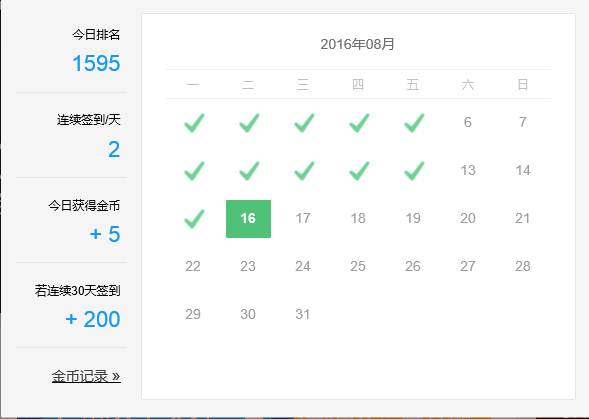 今日排名
1595
连续签到/天
2
今日获得金币
+ 5
若连续30天签到
+ 200
金币记录 »
2016年08月
一 二 三 四 五 六 日
6 7
13 14
16 17 18 19 20 21
22 23 24 25 26 27 28
29 30 31